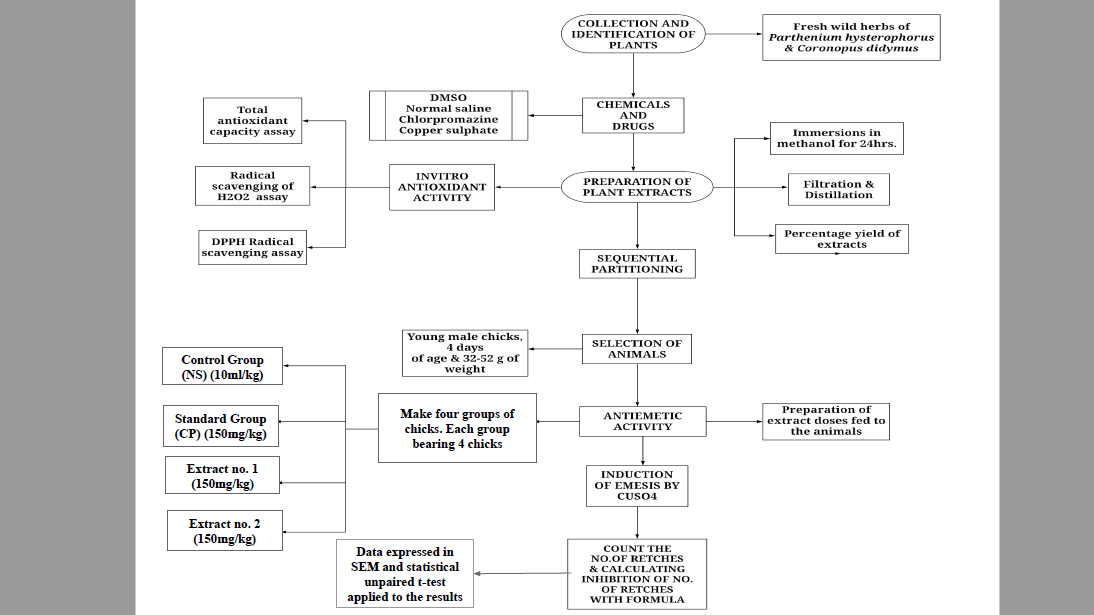 COLLECTION AND
IDENTIFICATION OF
PLANTS
Fresh wild herbs of
Parthenium hysterophorus
& Coronopus didymus
CHEMICALS
AND
DRUGS
DMSO
Normal saline
Chlorpromazine
Copper sulphate
Total
antioxidant
capacity assay
Radical
scavenging of
H2O2 assay
DPPH Radical
scavenging assay
INVITRO
ANTIOXIDANT
ACTIVITY
PREPARATION OF
PLANT EXTRACTS
Immersions in
methanol for 24hrs.
Filtration &
Distillation
Percentage yield of
extracts
SEQUENTIAL
PARTITIONING
SELECTION OF
ANIMALS
Young male chicks,
4 days
of age & 32-52 g of
weight
ANTIEMETIC
ACTIVITY
Preparation of
extract doses fed to
the animals
Make four groups of
chicks. Each group
bearing 4 chicks
Control Group
(NS) (10ml/kg)
Standard Group
(CP) (150mg/kg)
Extract no. 1
(150mg/kg)
Extract no. 2
(150mg/kg)
INDUCTION
OF EMESIS BY
CUSO4
COUNT THE
NO.OF RETCHES
& CALCULATING
INHIBITION OF NO.
OF RETCHES
WITH FORMULA
Data expressed in
SEM and statistical
unpaired t-test
applied to the results